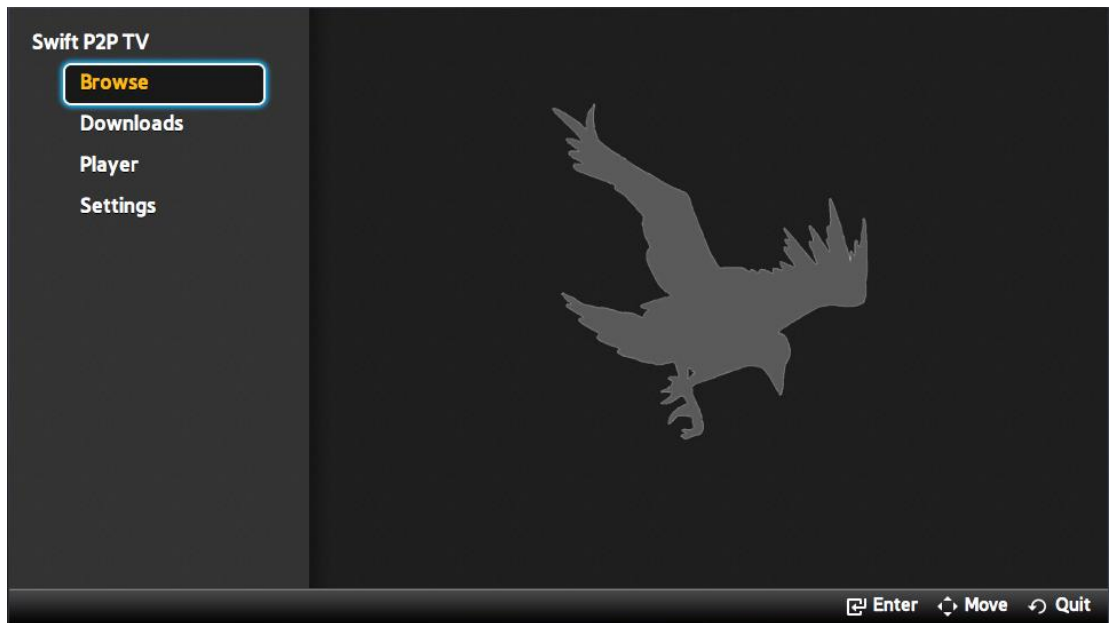 Swift P2P TV
Browse
Downloads
Player
Settings
Enter Move Quit